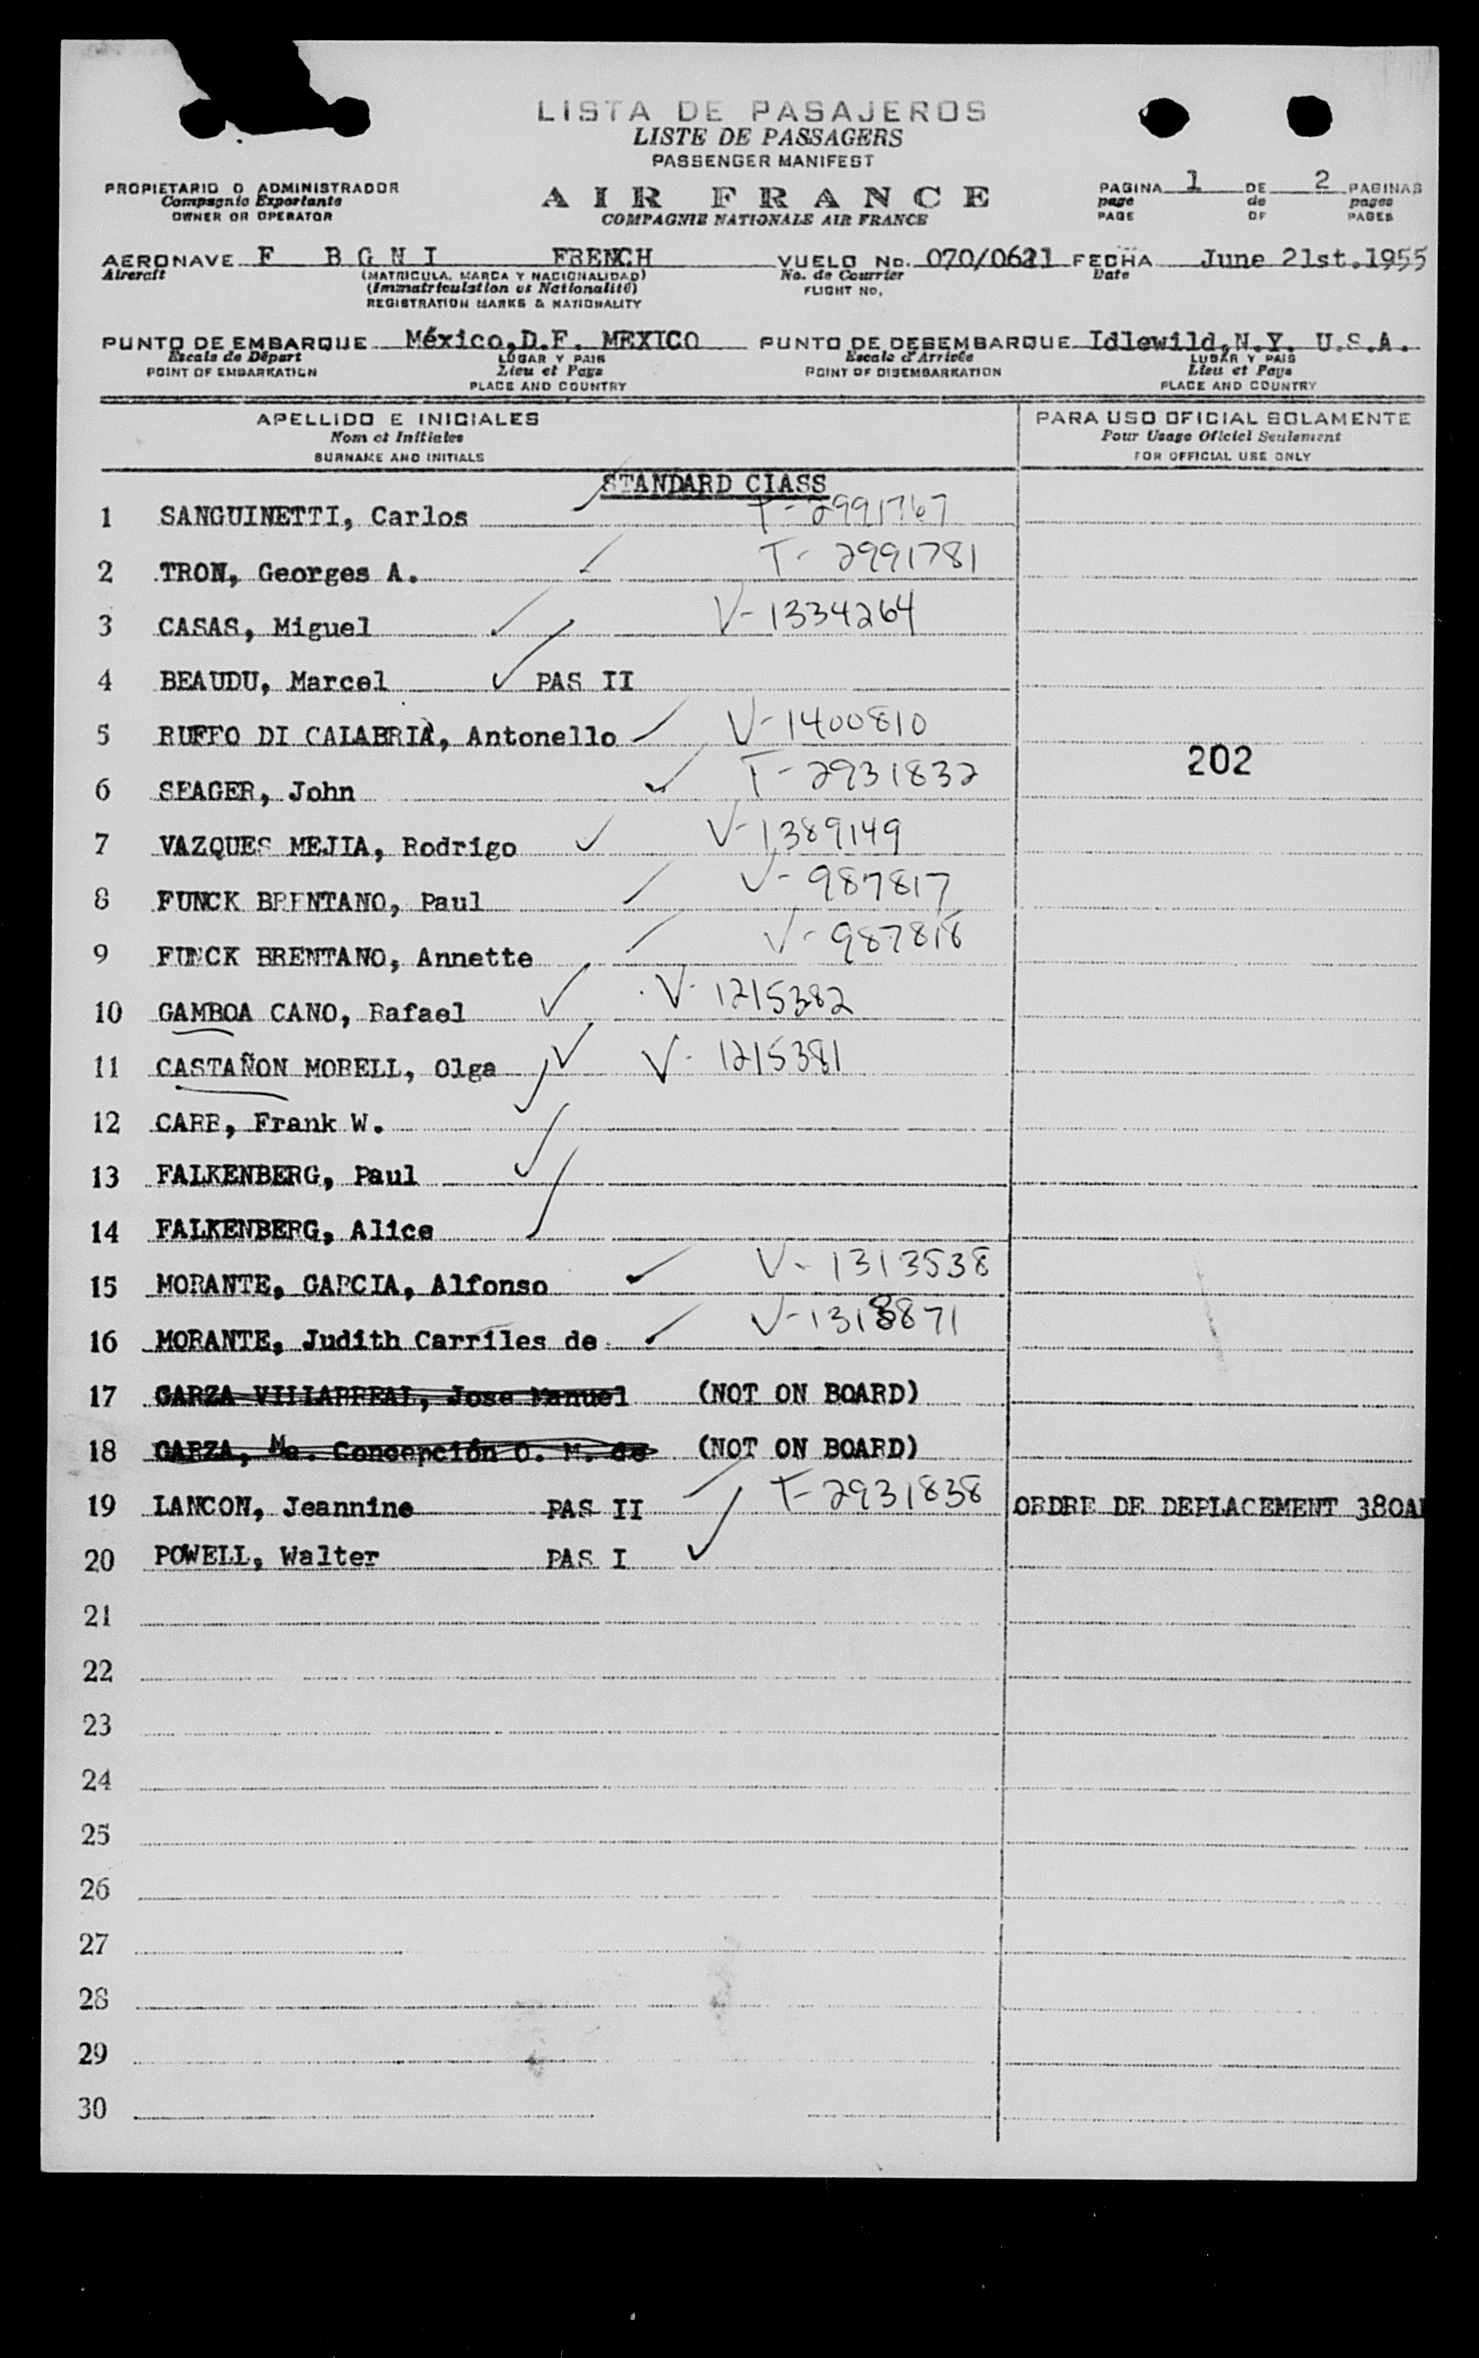 LISTA DE PASAJEROS
LISTE DE PASSAGERS
PASSENGER MANIFEST
PROPIETARIO O ADMINISTRADOR
Compagnie Exportante
OWNER OR OPERATOR
AIR FRANCE
COMPAGNIE NATIONALE AIR FRANCE
PAGINA 1 DE 2 PAGINAS
page de pages
PAGE OF PAGES
AERONAVE F BGNI FRENCH VUELO No. 070/0621 FECHA June 21st.1955
Aircraft (MATRICULA, MARCA Y NACIONALIDAD) No. de Courrier Date
(Immatriculation et Nationalité) FLIGHT NO.
REGISTRATION MARKS & NATIONALITY
PUNTO DE EMBARQUE México,D.F. MEXICO PUNTO DE DESEMBARQUE Idlewild,N.Y. U.S.A.
Escale de Départ LUGAR Y PAIS Escale d'Arrivée LUGAR Y PAIS
POINT OF EMBARKATION Lieu et Pays POINT OF DISEMBARKATION Lieu et Pays
PLACE AND COUNTRY PLACE AND COUNTRY
APELLIDO E INICIALES PARA USO OFICIAL SOLAMENTE
Nom et Initiales Pour Usage Officiel Seulement
SURNAME AND INITIALS FOR OFFICIAL USE ONLY
STANDARD CLASS
1 SANGUINETTI, Carlos T-2991767
2 TRON, Georges A. T-2991781
3 CASAS, Miguel V-1334264
4 BEAUDU, Marcel PAS II
5 RUFFO DI CALABRIA, Antonello V-1400810
202
6 SEAGER, John T-2931832
7 VAZQUES MEJIA, Rodrigo V-1389149
8 FUNCK BRENTANO, Paul V-987817
9 FUNCK BRENTANO, Annette V-987818
10 GAMBOA CANO, Rafael V-1215382
11 CASTAÑON MORELL, Olga V-1215381
12 CARR, Frank W.
13 FALKENBERG, Paul
14 FALKENBERG, Alice
15 MORANTE, GARCIA, Alfonso V-1313538
16 MORANTE, Judith Carriles de V-1318871
17 GARZA VILLARREAL, Jose Manuel (NOT ON BOARD)
18 GARZA, Ma. Concepción O. M. de (NOT ON BOARD)
19 LANCON, Jeannine PAS II T-2931838 ORDRE DE DEPLACEMENT 380A
20 POWELL, Walter PAS I
21
22
23
24
25
26
27
28
29
30